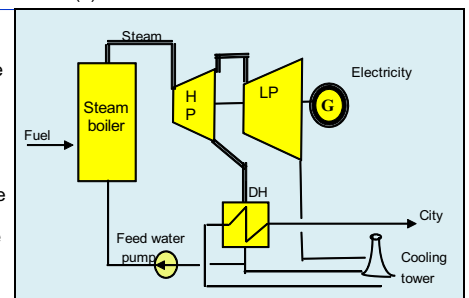 Steam
Electricity
H
P
LP
G
Steam
boiler
Fuel
DH
City
Feed water
pump
Cooling
tower